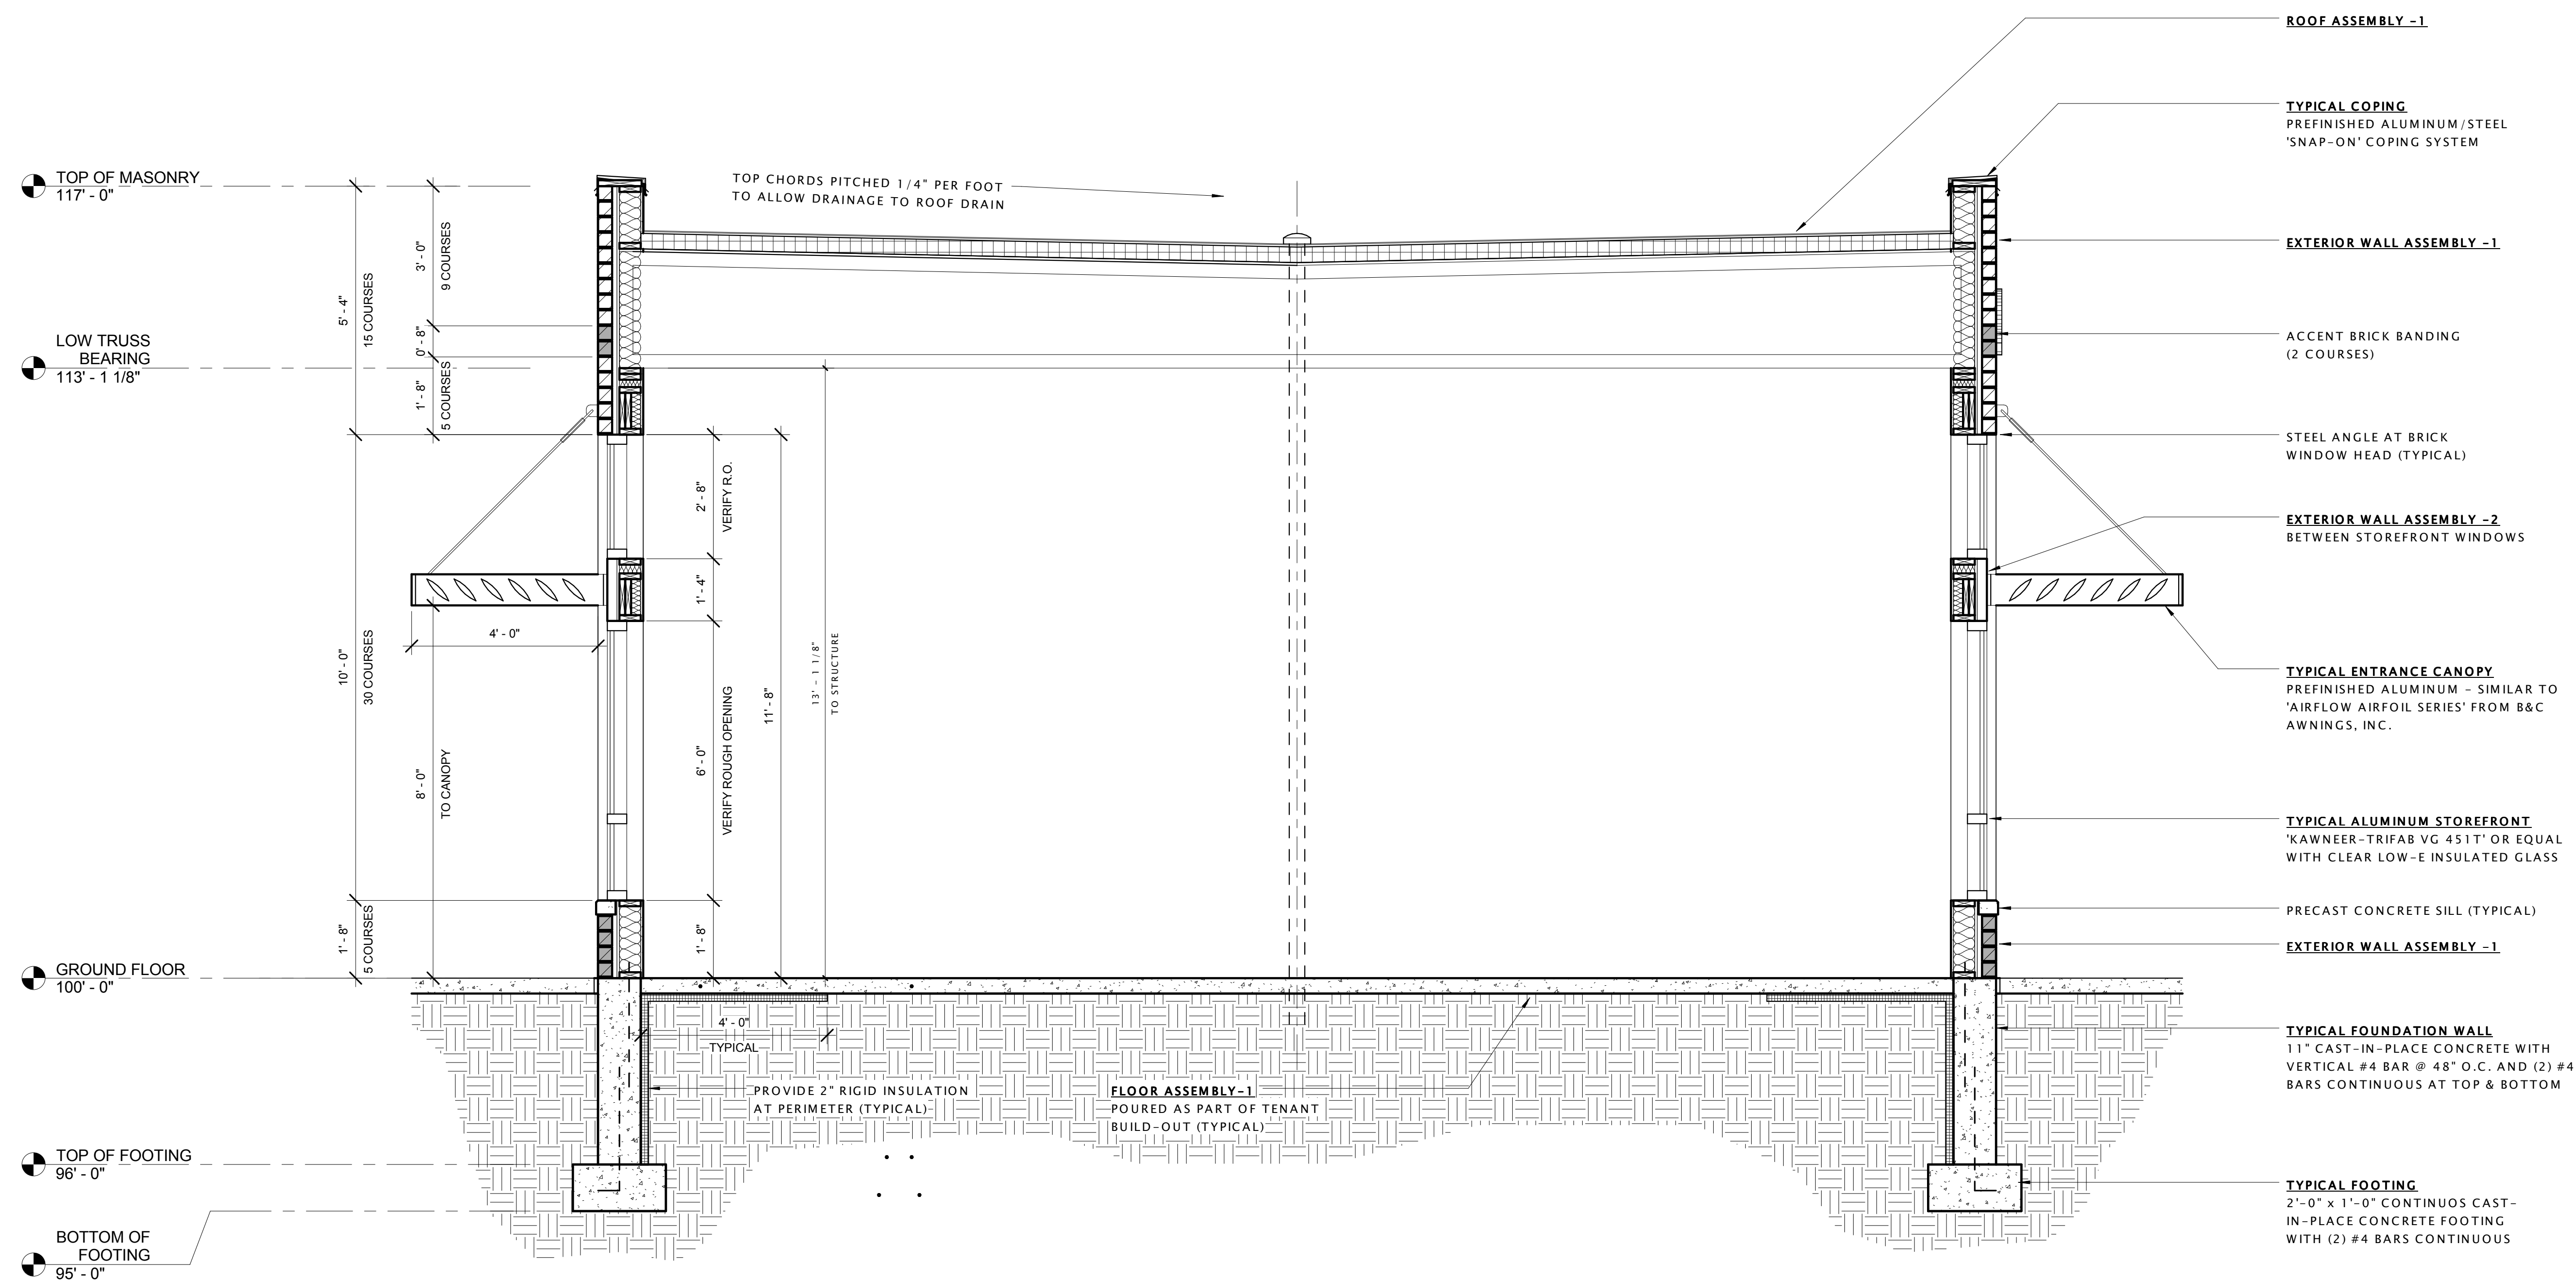 TOP OF MASONRY
117' - 0"
LOW TRUSS
BEARING
113' - 1 1/8"
GROUND FLOOR
100' - 0"
TOP OF FOOTING
96' - 0"
BOTTOM OF
FOOTING
95' - 0"
5' - 4"
15 COURSES
10' - 0"
30 COURSES
1' - 8"
5 COURSES
3' - 0"
9 COURSES
0' - 8"
1' - 8"
5 COURSES
4' - 0"
8' - 0"
TO CANOPY
2' - 8"
VERIFY R.O.
1' - 4"
6' - 0"
VERIFY ROUGH OPENING
1' - 8"
11' - 8"
13' - 1 1/8"
TO STRUCTURE
TOP CHORDS PITCHED 1/4" PER FOOT
TO ALLOW DRAINAGE TO ROOF DRAIN
4' - 0"
TYPICAL
PROVIDE 2" RIGID INSULATION
AT PERIMETER (TYPICAL)
FLOOR ASSEMBLY-1
POURED AS PART OF TENANT
BUILD-OUT (TYPICAL)
ROOF ASSEMBLY -1
TYPICAL COPING
PREFINISHED ALUMINUM/STEEL
'SNAP-ON' COPING SYSTEM
EXTERIOR WALL ASSEMBLY -1
ACCENT BRICK BANDING
(2 COURSES)
STEEL ANGLE AT BRICK
WINDOW HEAD (TYPICAL)
EXTERIOR WALL ASSEMBLY -2
BETWEEN STOREFRONT WINDOWS
TYPICAL ENTRANCE CANOPY
PREFINISHED ALUMINUM - SIMILAR TO
'AIRFLOW AIRFOIL SERIES' FROM B&C
AWNINGS, INC.
TYPICAL ALUMINUM STOREFRONT
'KAWNEER-TRIFAB VG 451T' OR EQUAL
WITH CLEAR LOW-E INSULATED GLASS
PRECAST CONCRETE SILL (TYPICAL)
EXTERIOR WALL ASSEMBLY -1
TYPICAL FOUNDATION WALL
11" CAST-IN-PLACE CONCRETE WITH
VERTICAL #4 BAR @ 48" O.C. AND (2) #4
BARS CONTINUOUS AT TOP & BOTTOM
TYPICAL FOOTING
2'-0" x 1'-0" CONTINUOS CAST-
IN-PLACE CONCRETE FOOTING
WITH (2) #4 BARS CONTINUOUS